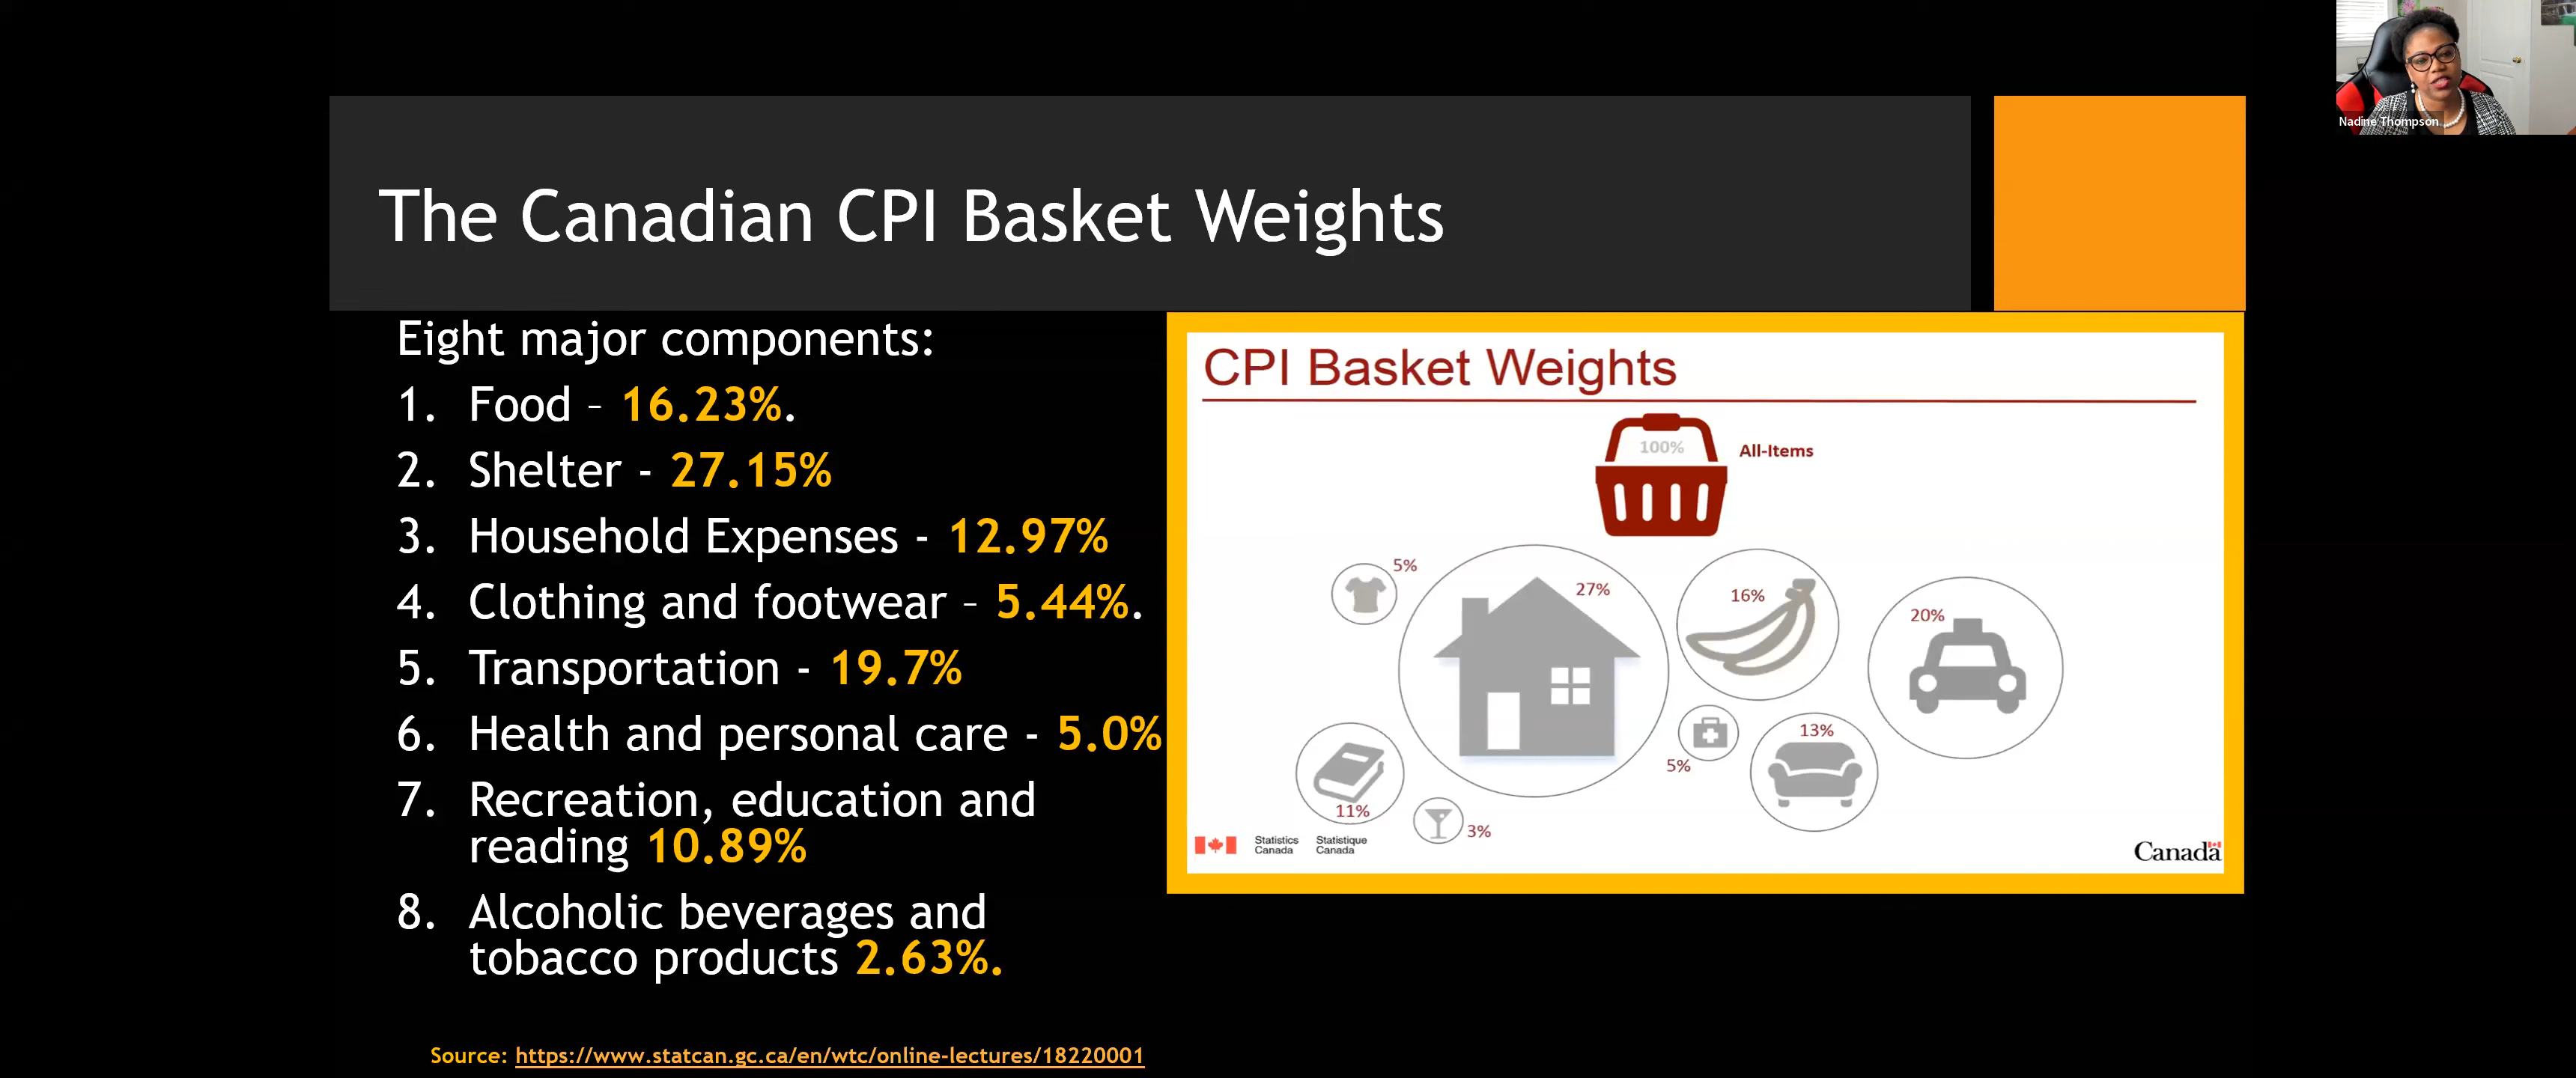 Nadine Thompson
The Canadian CPI Basket Weights
Eight major components:
1. Food – 16.23%.
2. Shelter - 27.15%
3. Household Expenses - 12.97%
4. Clothing and footwear – 5.44%.
5. Transportation - 19.7%
6. Health and personal care - 5.0%
7. Recreation, education and
reading 10.89%
8. Alcoholic beverages and
tobacco products 2.63%.
Source: https://www.statcan.gc.ca/en/wtc/online-lectures/18220001
CPI Basket Weights
100%
All-Items
5%
27%
16%
20%
5%
13%
11%
3%
Statistics Statistique
Canada Canada
Canada